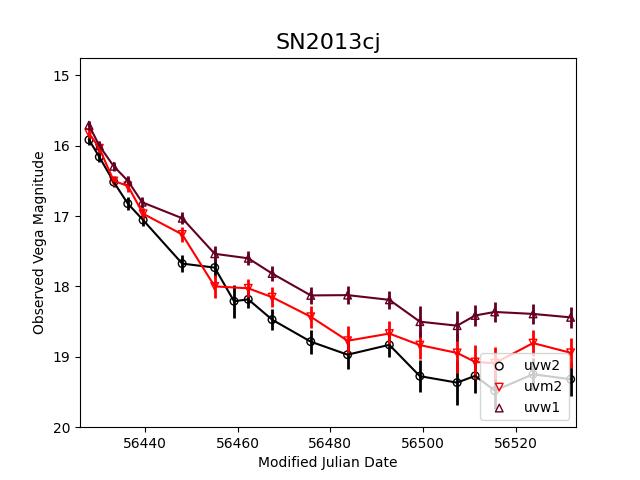 SN2013cj
Observed Vega Magnitude
15
16
17
18
19
20
uvw2
uvm2
uvw1
56440 56460 56480 56500 56520
Modified Julian Date